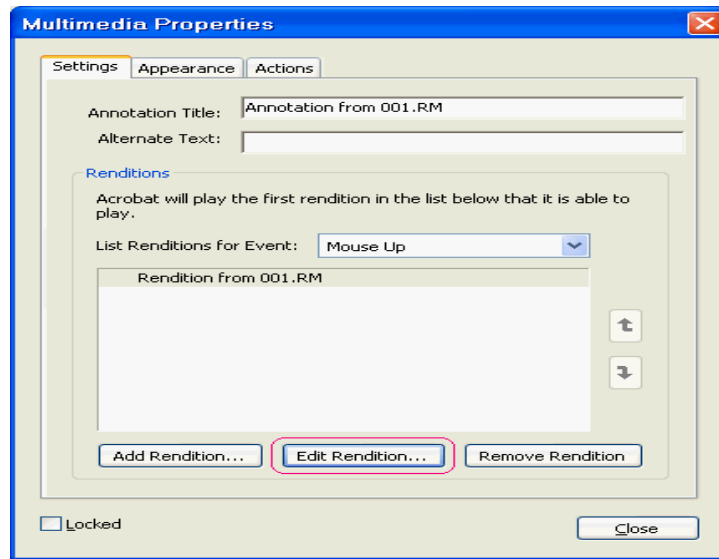 Multimedia Properties
Settings Appearance Actions
Annotation Title: Annotation from 001.RM
Alternate Text:
Renditions
Acrobat will play the first rendition in the list below that it is able to
play.
List Renditions for Event: Mouse Up
Rendition from 001.RM
Add Rendition... Edit Rendition... Remove Rendition
Locked Close